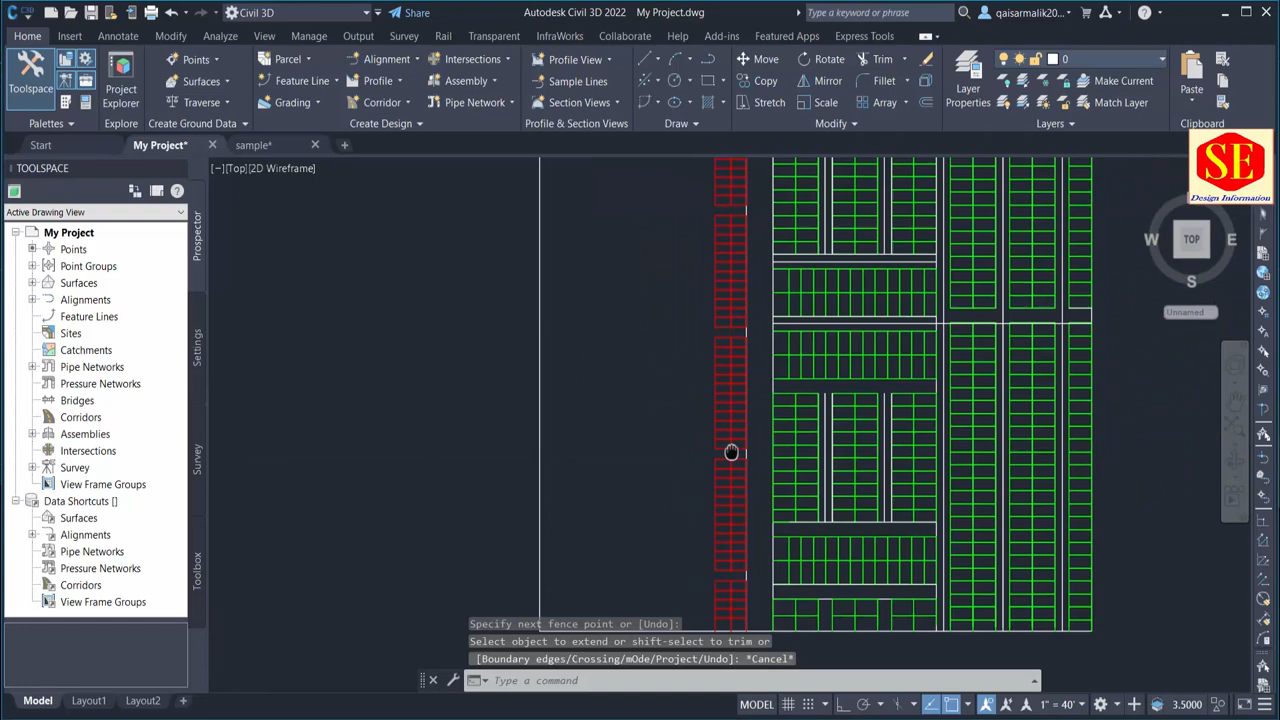 Civil 3D
Share
Autodesk Civil 3D 2022 My Project.dwg
Type a keyword or phrase
qaisarmalik20...
Home Insert Annotate Modify Analyze View Manage Output Survey Rail Transparent InfraWorks Collaborate Help Add-ins Featured Apps Express Tools
Toolspace
Project
Explorer
Points
Surfaces
Traverse
Parcel
Feature Line
Grading
Alignment
Profile
Corridor
Intersections
Assembly
Pipe Network
Profile View
Sample Lines
Section Views
Move
Copy
Stretch
Rotate
Mirror
Scale
Trim
Fillet
Array
Layer
Properties
0
Make Current
Match Layer
Paste
Palettes
Explore
Create Ground Data
Create Design
Profile & Section Views
Draw
Modify
Layers
Clipboard
Start
My Project*
sample*
SE
Design Information
TOOLSPACE
[−][Top][2D Wireframe]
Active Drawing View
My Project
Points
Point Groups
Surfaces
Alignments
Feature Lines
Sites
Catchments
Pipe Networks
Pressure Networks
Bridges
Corridors
Assemblies
Intersections
Survey
View Frame Groups
Data Shortcuts []
Surfaces
Alignments
Pipe Networks
Pressure Networks
Corridors
View Frame Groups
Prospector
Settings
Survey
Toolbox
W TOP E
S
Unnamed
Specify next fence point or [Undo]:
Select object to extend or shift-select to trim or
[Boundary edges/Crossing/mOde/Project/Undo]: *Cancel*
Type a command
Model Layout1 Layout2
MODEL
1" = 40'
3.5000